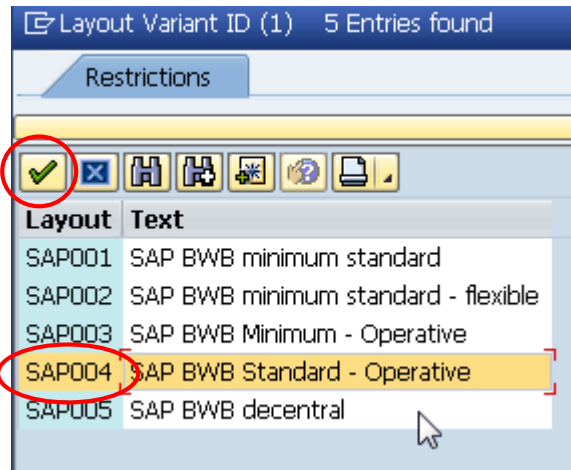 Layout Variant ID (1) 5 Entries found
Restrictions
Layout Text
SAP001 SAP BWB minimum standard
SAP002 SAP BWB minimum standard - flexible
SAP003 SAP BWB Minimum - Operative
SAP004 SAP BWB Standard - Operative
SAP005 SAP BWB decentral